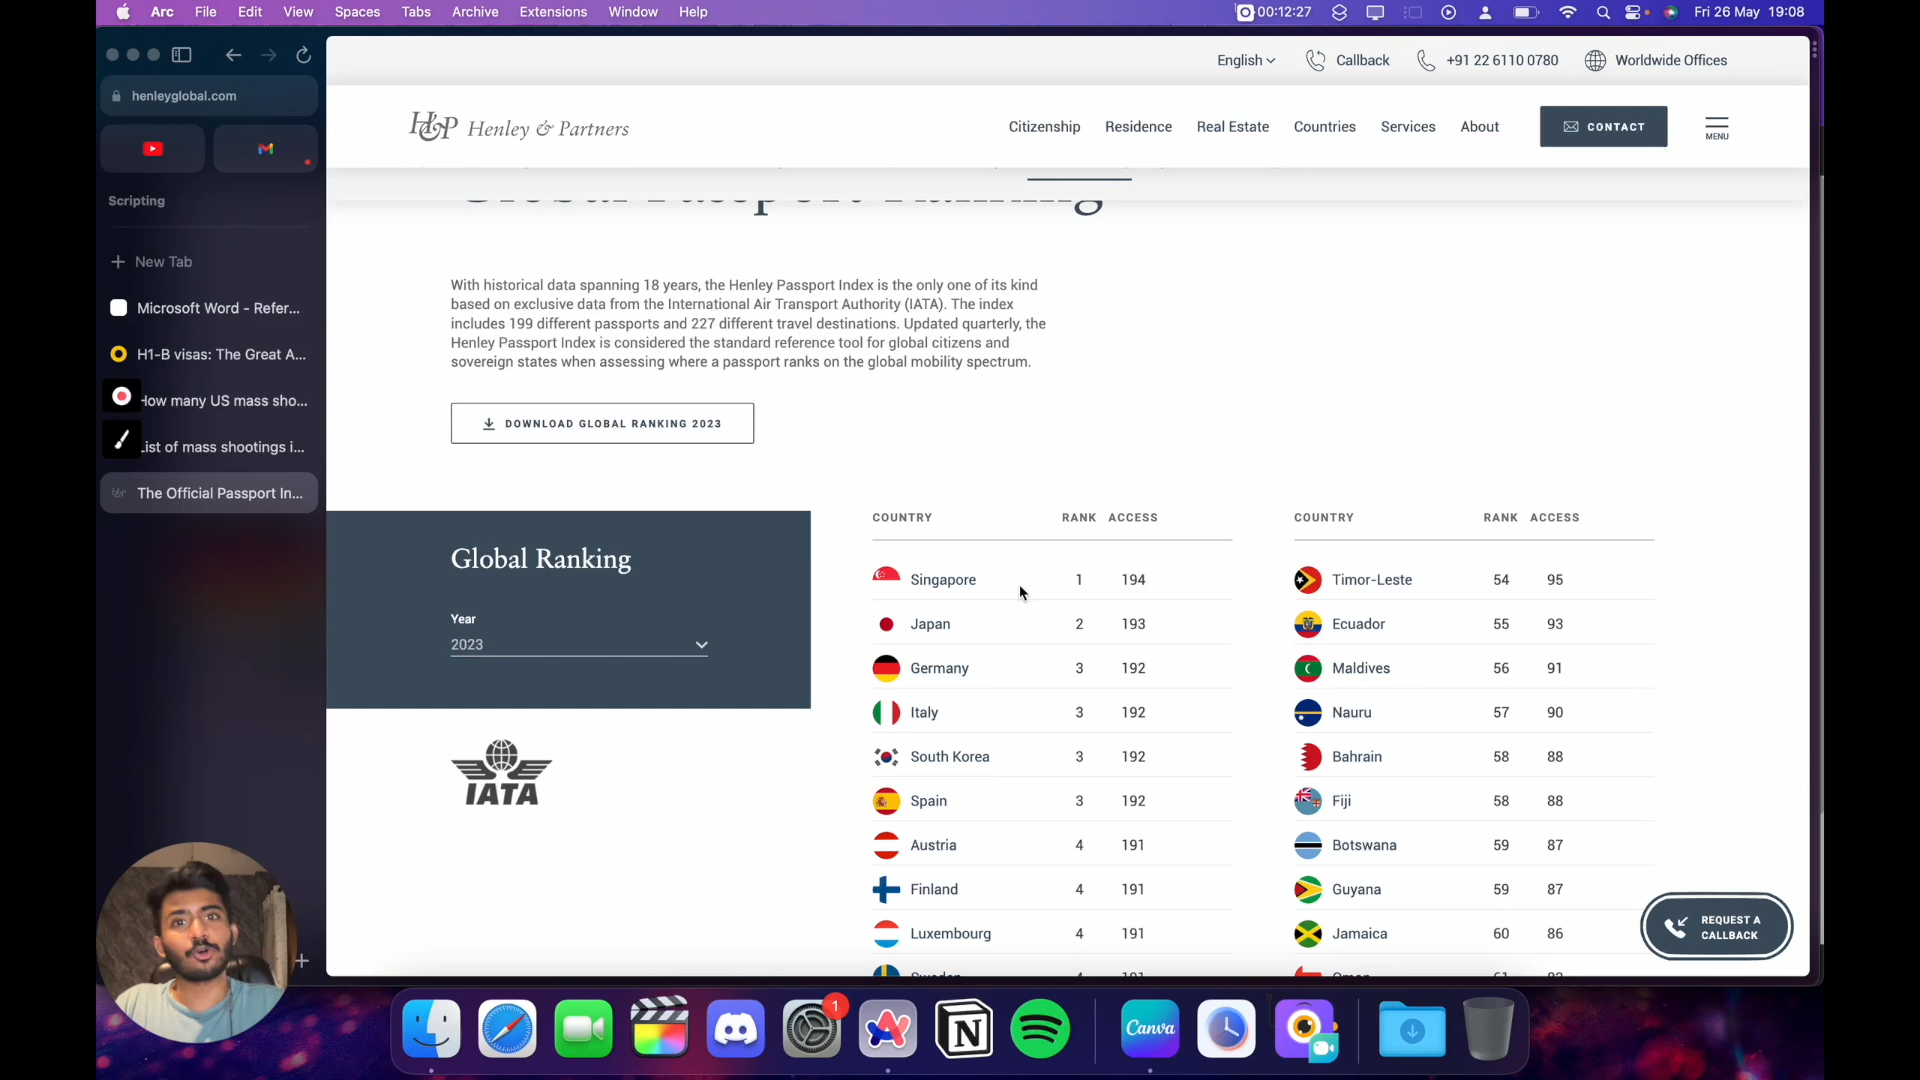 Arc File Edit View Spaces Tabs Archive Extensions Window Help 00:12:27 Fri 26 May 19:08
henleyglobal.com
English Callback +91 22 6110 0780 Worldwide Offices
H&P Henley & Partners Citizenship Residence Real Estate Countries Services About CONTACT MENU
Scripting
New Tab
Microsoft Word - Refer...
H1-B visas: The Great A...
How many US mass sho...
List of mass shootings i...
The Official Passport In...
Global Passport Ranking
With historical data spanning 18 years, the Henley Passport Index is the only one of its kind
based on exclusive data from the International Air Transport Authority (IATA). The index
includes 199 different passports and 227 different travel destinations. Updated quarterly, the
Henley Passport Index is considered the standard reference tool for global citizens and
sovereign states when assessing where a passport ranks on the global mobility spectrum.
DOWNLOAD GLOBAL RANKING 2023
Global Ranking
Year
2023
IATA
COUNTRY RANK ACCESS
Singapore 1 194
Japan 2 193
Germany 3 192
Italy 3 192
South Korea 3 192
Spain 3 192
Austria 4 191
Finland 4 191
Luxembourg 4 191
Sweden 4 191
COUNTRY RANK ACCESS
Timor-Leste 54 95
Ecuador 55 93
Maldives 56 91
Nauru 57 90
Bahrain 58 88
Fiji 58 88
Botswana 59 87
Guyana 59 87
Jamaica 60 86
Oman 61
REQUEST A
CALLBACK
1
Canva